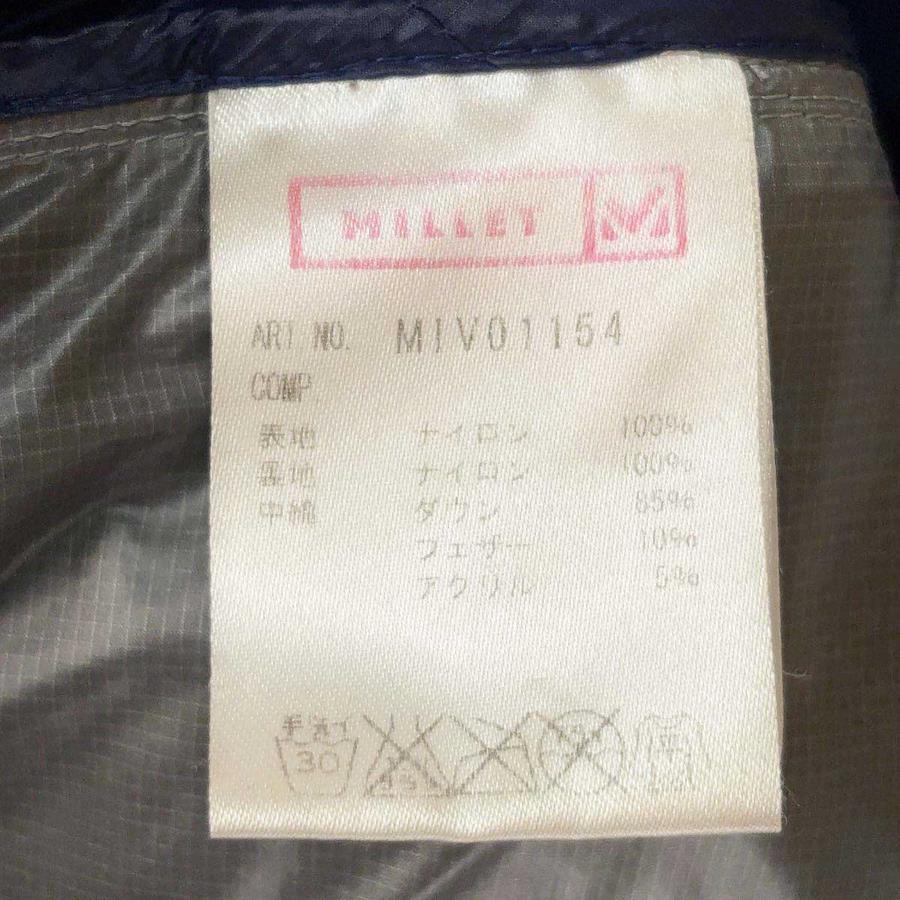 MILLET
ART NO. MIV01154
COMP.
表地 ナイロン 100%
裏地 ナイロン 100%
中綿 ダウン 85%
フェザー 10%
アクリル 5%
手洗イ
30
平